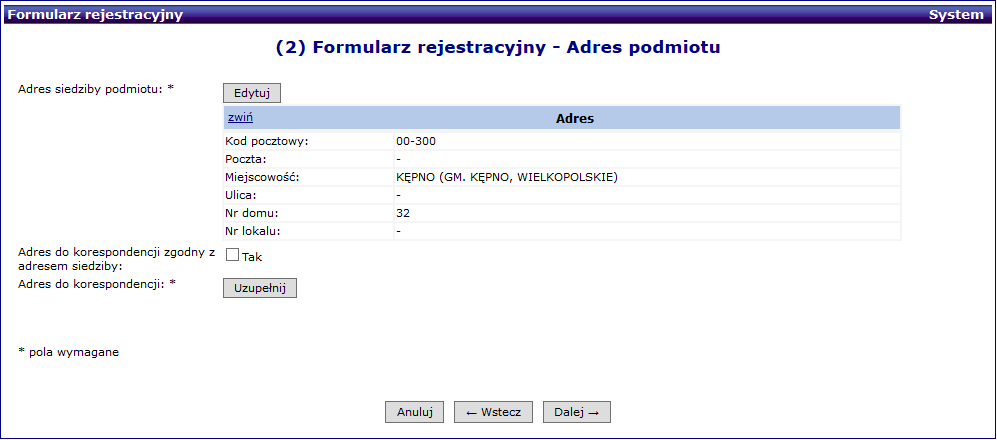 Formularz rejestracyjny System
(2) Formularz rejestracyjny - Adres podmiotu
Adres siedziby podmiotu: * Edytuj
zwiń Adres
Kod pocztowy: 00-300
Poczta: -
Miejscowość: KĘPNO (GM. KĘPNO, WIELKOPOLSKIE)
Ulica: -
Nr domu: 32
Nr lokalu: -
Adres do korespondencji zgodny z
adresem siedziby: Tak
Adres do korespondencji: * Uzupełnij
* pola wymagane
Anuluj ← Wstecz Dalej →